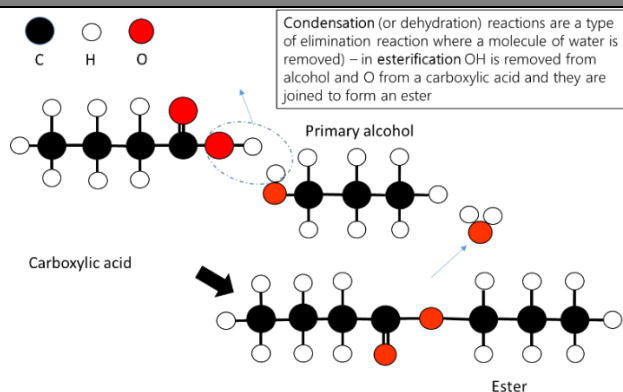 Condensation (or dehydration) reactions are a type
of elimination reaction where a molecule of water is
removed) – in esterification OH is removed from
alcohol and O from a carboxylic acid and they are
joined to form an ester
C H O
Primary alcohol
Carboxylic acid
Ester